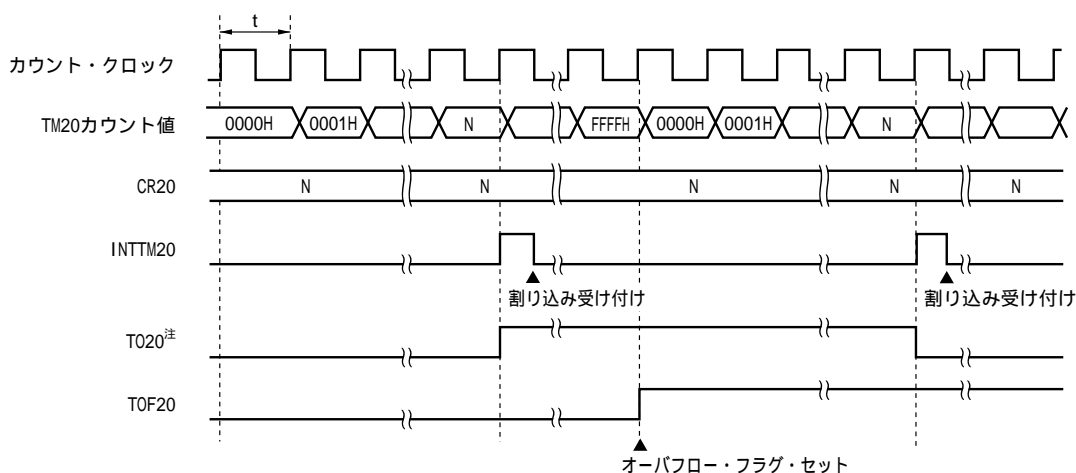 t
カウント・クロック
TM20カウント値 0000H 0001H N FFFFH 0000H 0001H N
CR20 N N N N N
INTTM20
割り込み受け付け 割り込み受け付け
TO20注
TOF20
オーバフロー・フラグ・セット